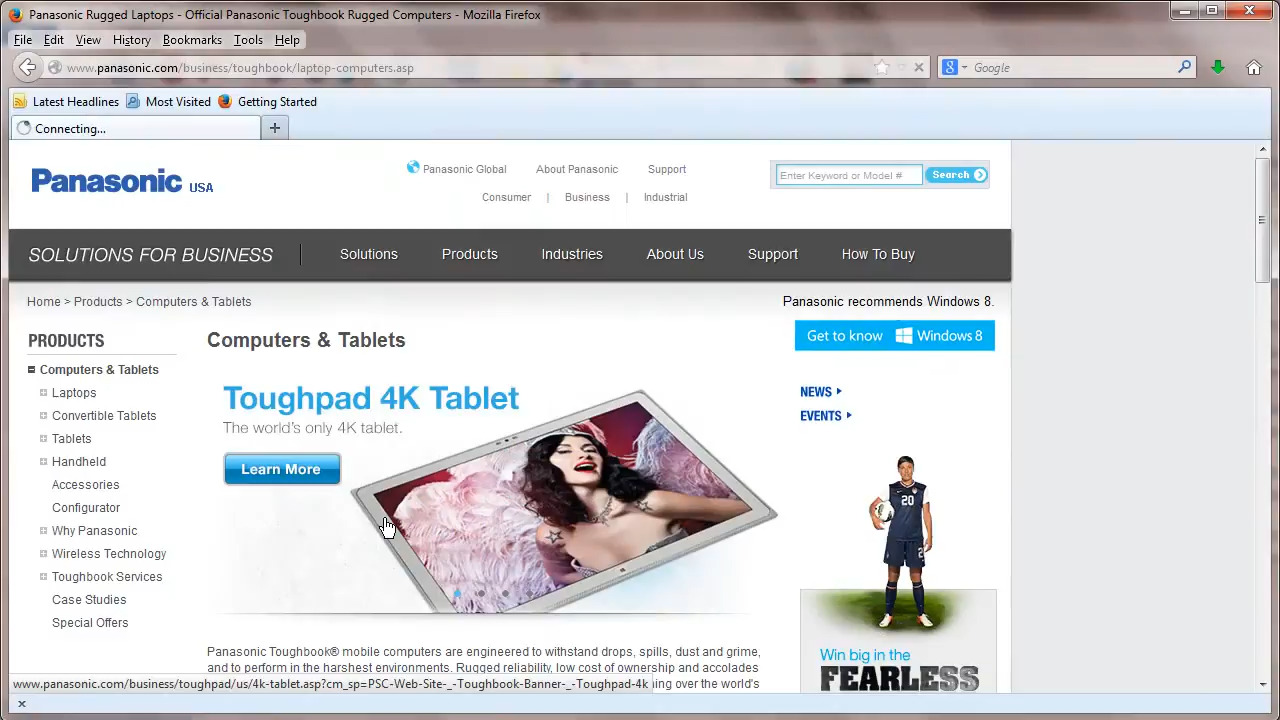 Panasonic Rugged Laptops - Official Panasonic Toughbook Rugged Computers - Mozilla Firefox
File Edit View History Bookmarks Tools Help
www.panasonic.com/business/toughbook/laptop-computers.asp
Google
Latest Headlines Most Visited Getting Started
Connecting...
Panasonic USA
Panasonic Global About Panasonic Support
Consumer | Business | Industrial
Enter Keyword or Model # Search
SOLUTIONS FOR BUSINESS Solutions Products Industries About Us Support How To Buy
Home > Products > Computers & Tablets
Panasonic recommends Windows 8.
Get to know Windows 8
PRODUCTS
Computers & Tablets
Laptops
Convertible Tablets
Tablets
Handheld
Accessories
Configurator
Why Panasonic
Wireless Technology
Toughbook Services
Case Studies
Special Offers
Computers & Tablets
Toughpad 4K Tablet
The world's only 4K tablet.
Learn More
NEWS
EVENTS
20
Win big in the
FEARLESS
Panasonic Toughbook® mobile computers are engineered to withstand drops, spills, dust and grime,
and to perform in the harshest environments. Rugged reliability, low cost of ownership and accolades
ning over the world's
www.panasonic.com/business/toughpad/us/4k-tablet.asp?cm_sp=PSC-Web-Site-_-Toughbook-Banner-_-Toughpad-4k